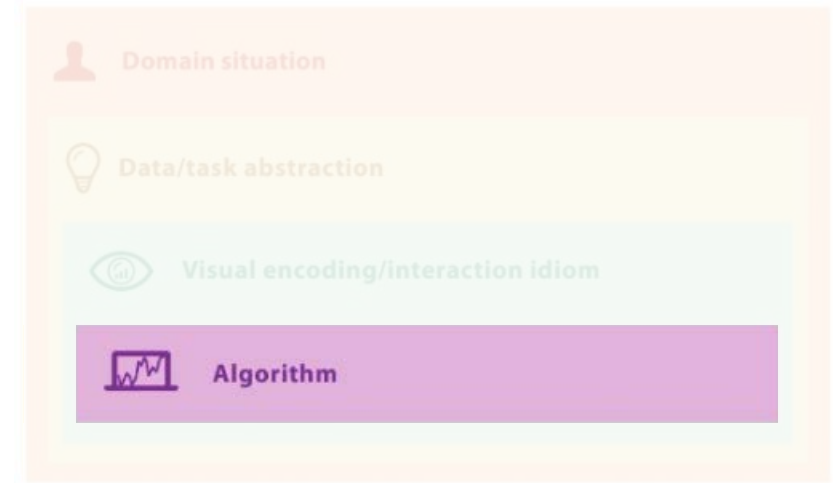 Domain situation
Data/task abstraction
Visual encoding/interaction idiom
Algorithm